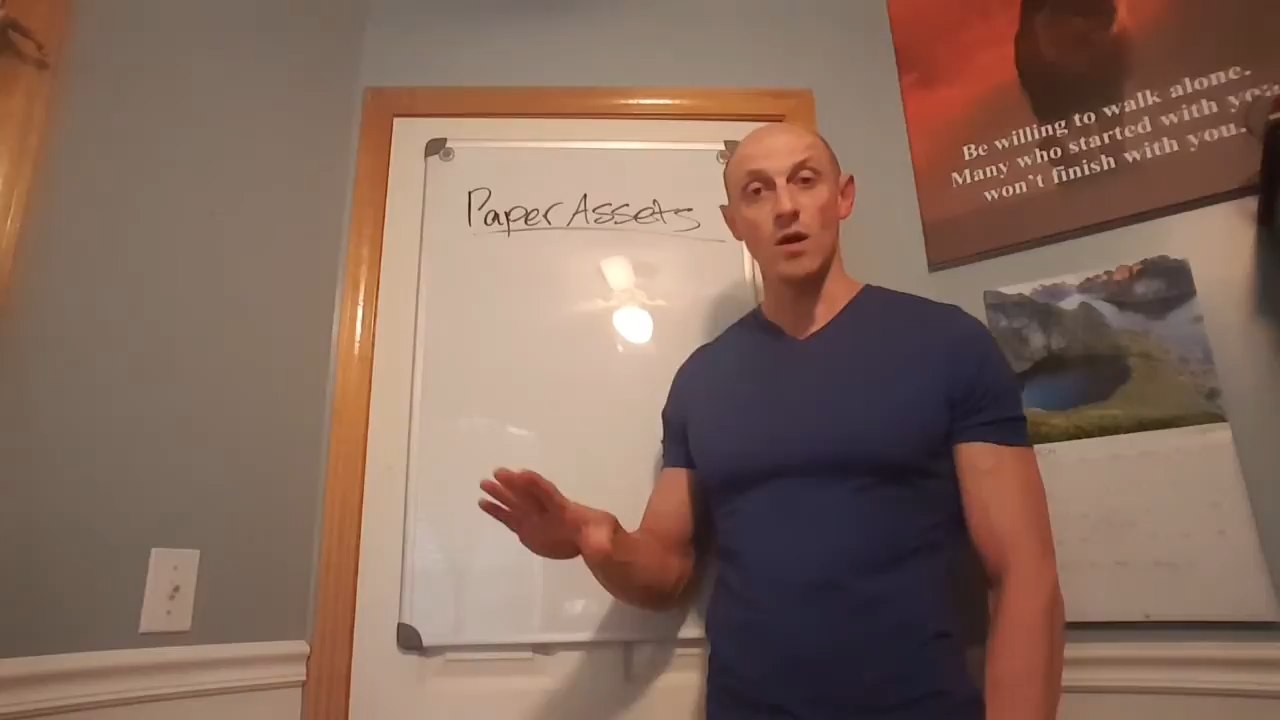 Paper Assets
Be willing to walk alone.
Many who started with you
won't finish with you.